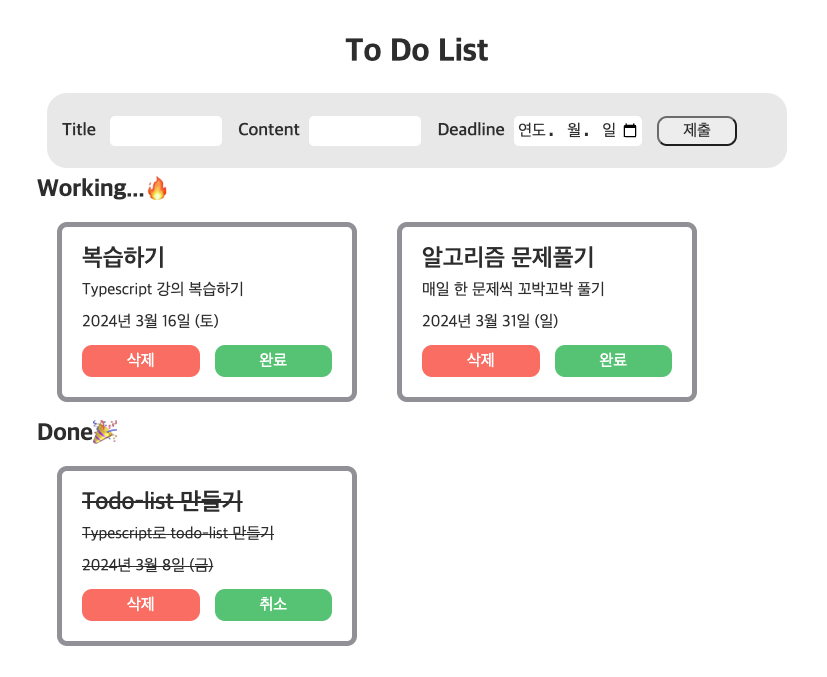 To Do List
Title Content Deadline 연도. 월. 일 제출
Working...🔥
복습하기
Typescript 강의 복습하기
2024년 3월 16일 (토)
삭제 완료
알고리즘 문제풀기
매일 한 문제씩 꼬박꼬박 풀기
2024년 3월 31일 (일)
삭제 완료
Done🎉
Todo-list 만들기
Typescript로 todo-list 만들기
2024년 3월 8일 (금)
삭제 취소